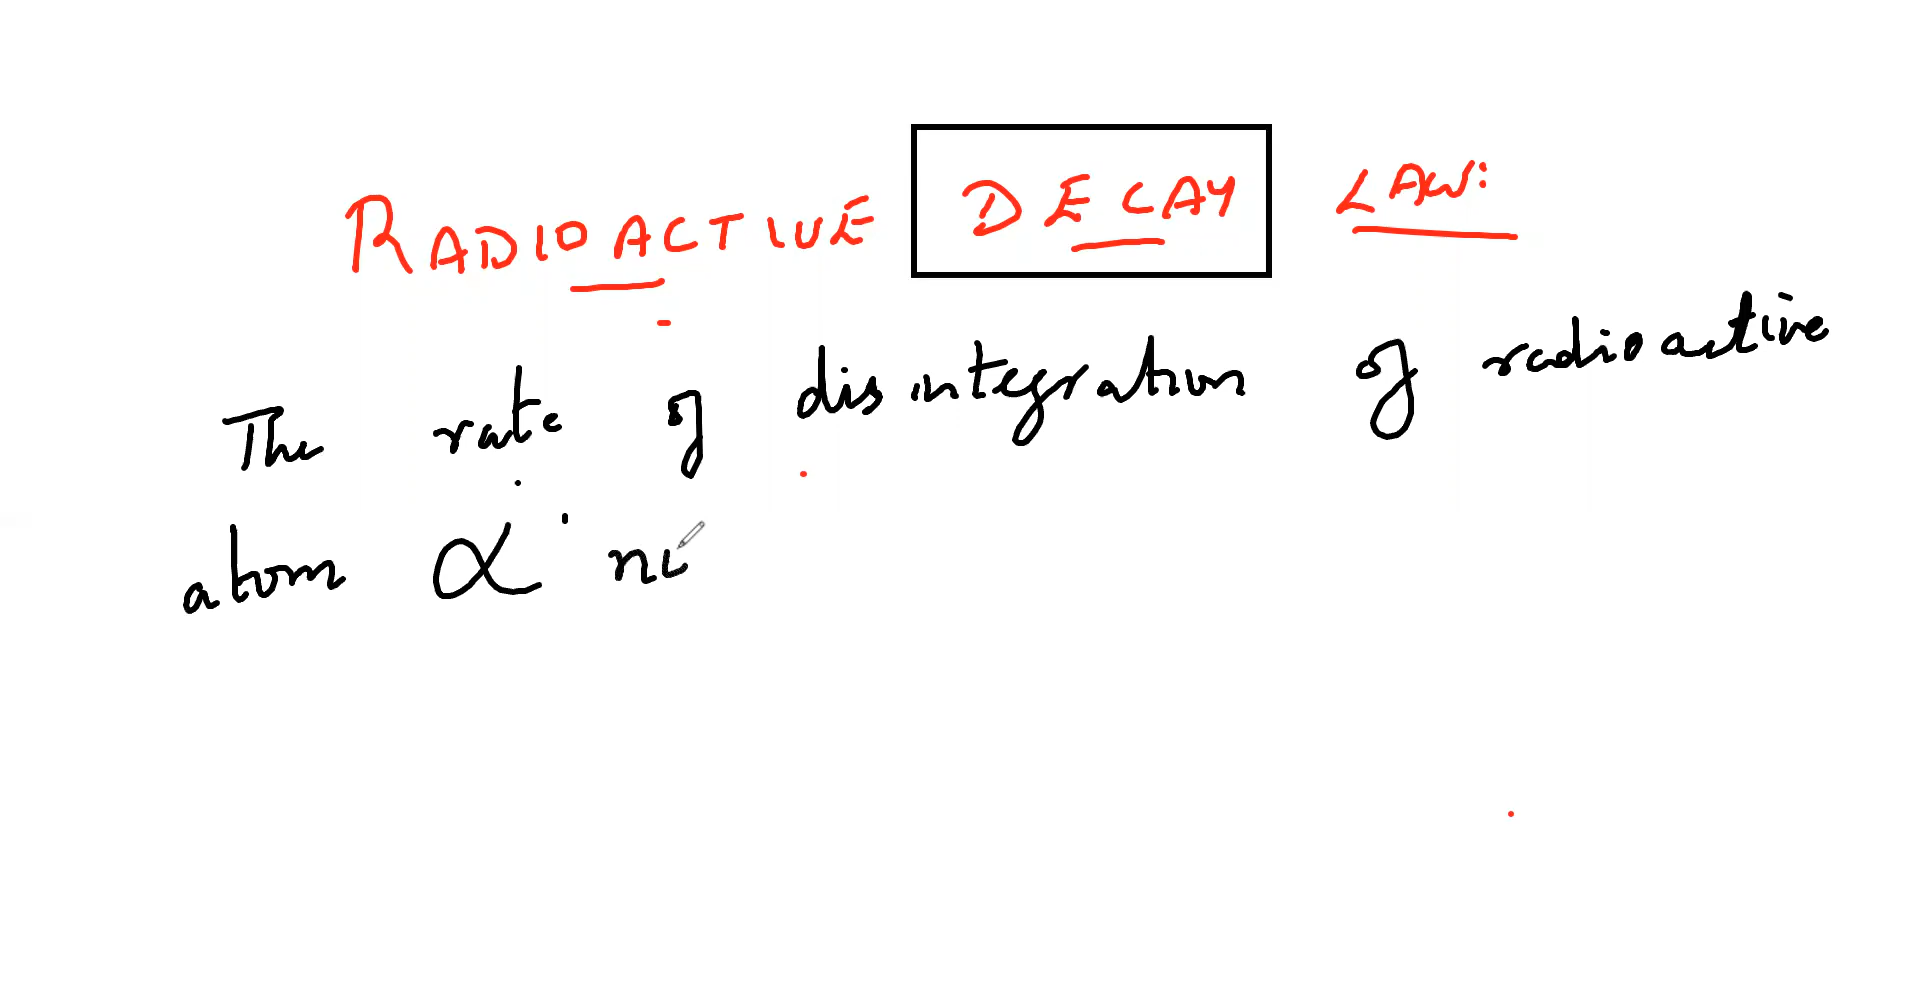 RADIOACTIVE DECAY LAW:
The rate of disintegration of radioactive
atom ∝ nu